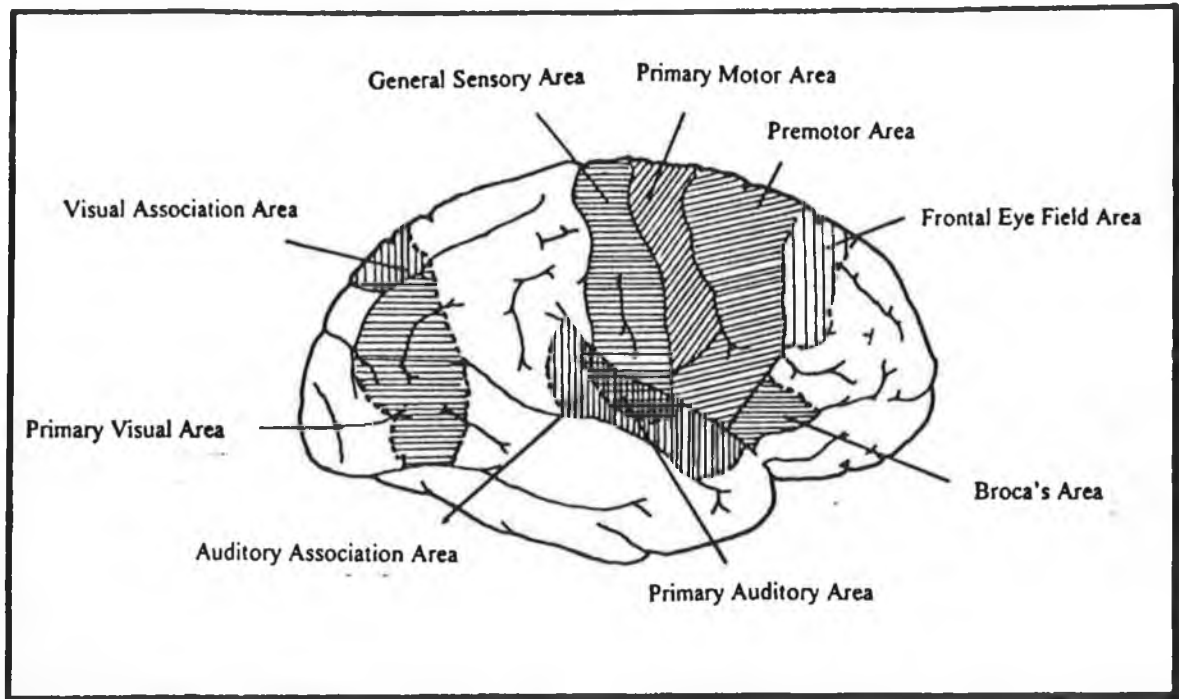 General Sensory Area
Primary Motor Area
Premotor Area
Visual Association Area
Frontal Eye Field Area
Primary Visual Area
Broca's Area
Auditory Association Area
Primary Auditory Area